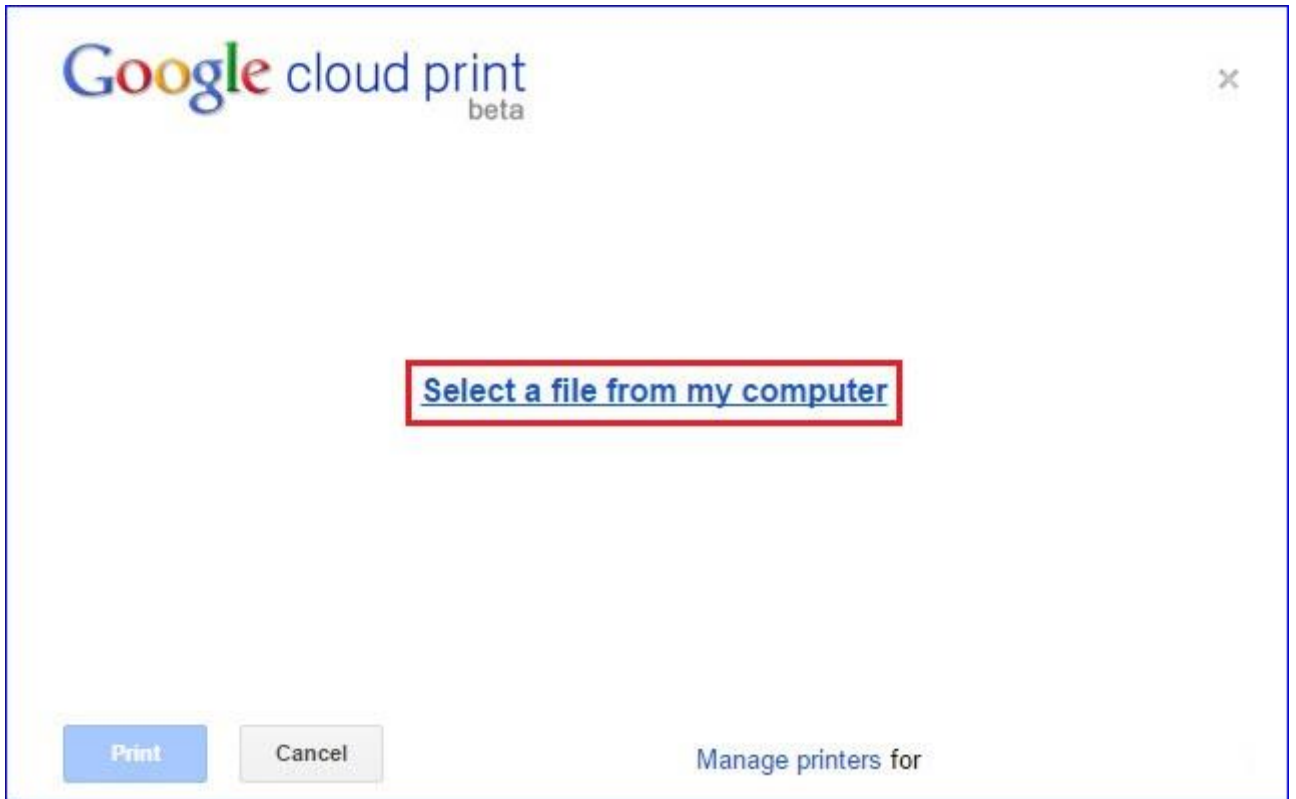 Google cloud print
beta
×
Select a file from my computer
Print Cancel Manage printers for